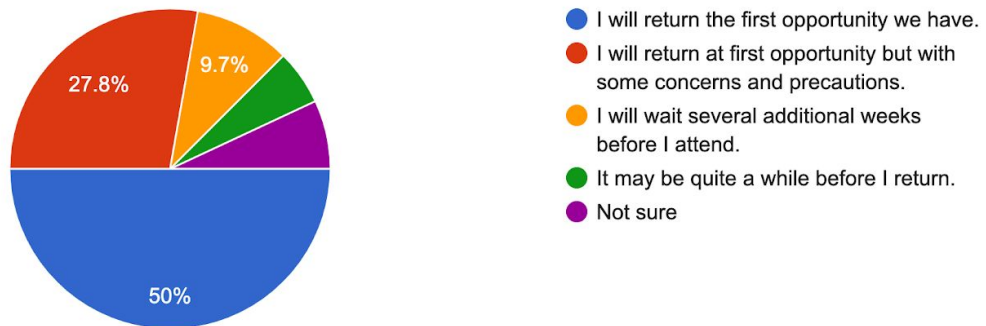 27.8%
9.7%
50%
I will return the first opportunity we have.
I will return at first opportunity but with
some concerns and precautions.
I will wait several additional weeks
before I attend.
It may be quite a while before I return.
Not sure